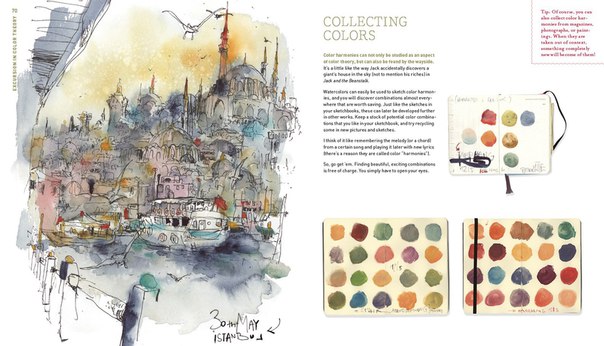 EXCURSION IN COLOR THEORY
COLLECTING
COLORS
Color harmonies can not only be studied as an aspect
of color theory, but can also be found by the wayside.
It's a little like the way Jack accidentally discovers a
giant's house in the sky (not to mention his riches) in
Jack and the Beanstalk.
Watercolors can easily be used to sketch color harmon-
ies, and you will discover combinations almost every-
where that are worth saving. Just like the sketches in
your sketchbooks, these can later be developed further
in other works. Keep a stock of potential color combina-
tions that you like in your sketchbook, and try recycling
some in new pictures and sketches.
I think of it like remembering the melody (or a chord)
from a certain song and playing it later with new lyrics
(there's a reason they are called color "harmonies").
So, go get 'em. Finding beautiful, exciting combinations
is free of charge. You simply have to open your eyes.
Tip: Of course, you can
also collect color har-
monies from magazines,
photographs, or paint-
ings. When they are
taken out of context,
something completely
new will become of them!
30th MAY
ISTANBUL